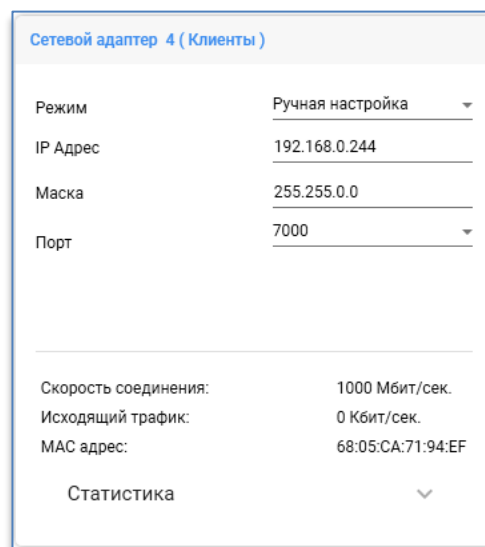 Сетевой адаптер 4 ( Клиенты )
Режим Ручная настройка
IP Адрес 192.168.0.244
Маска 255.255.0.0
Порт 7000
Скорость соединения: 1000 Мбит/сек.
Исходящий трафик: 0 Кбит/сек.
MAC адрес: 68:05:CA:71:94:EF
Статистика